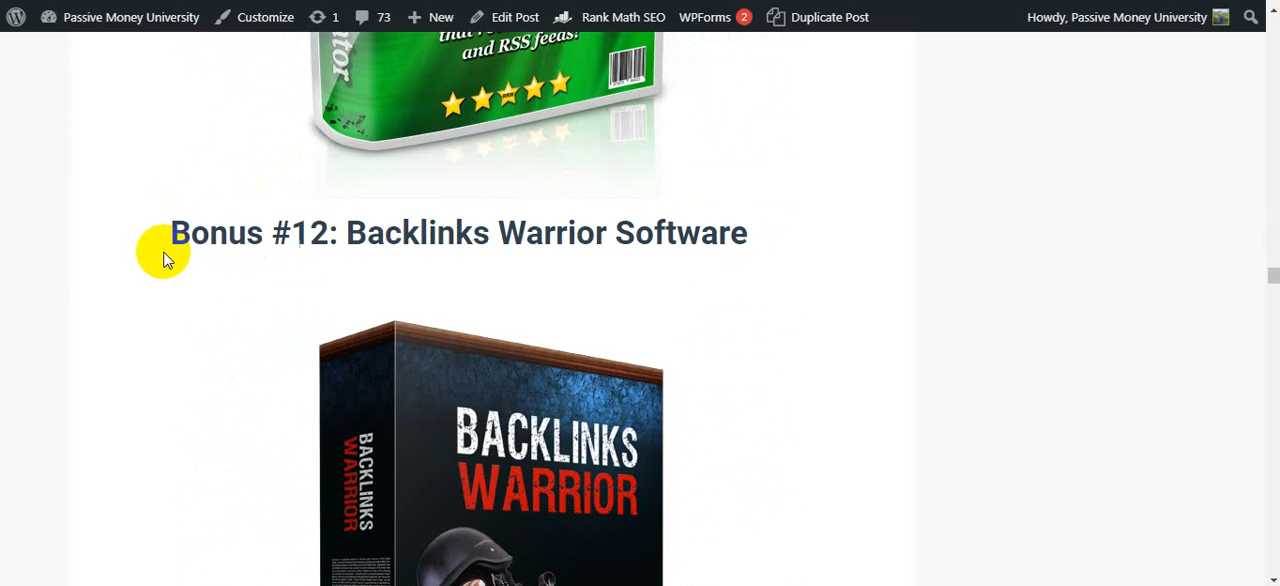 Passive Money University Customize 1 73 New Edit Post Rank Math SEO WPForms 2 Duplicate Post Howdy, Passive Money University
and RSS feeds!
Bonus #12: Backlinks Warrior Software
BACKLINKS
WARRIOR
BACKLINKS
WARRIOR